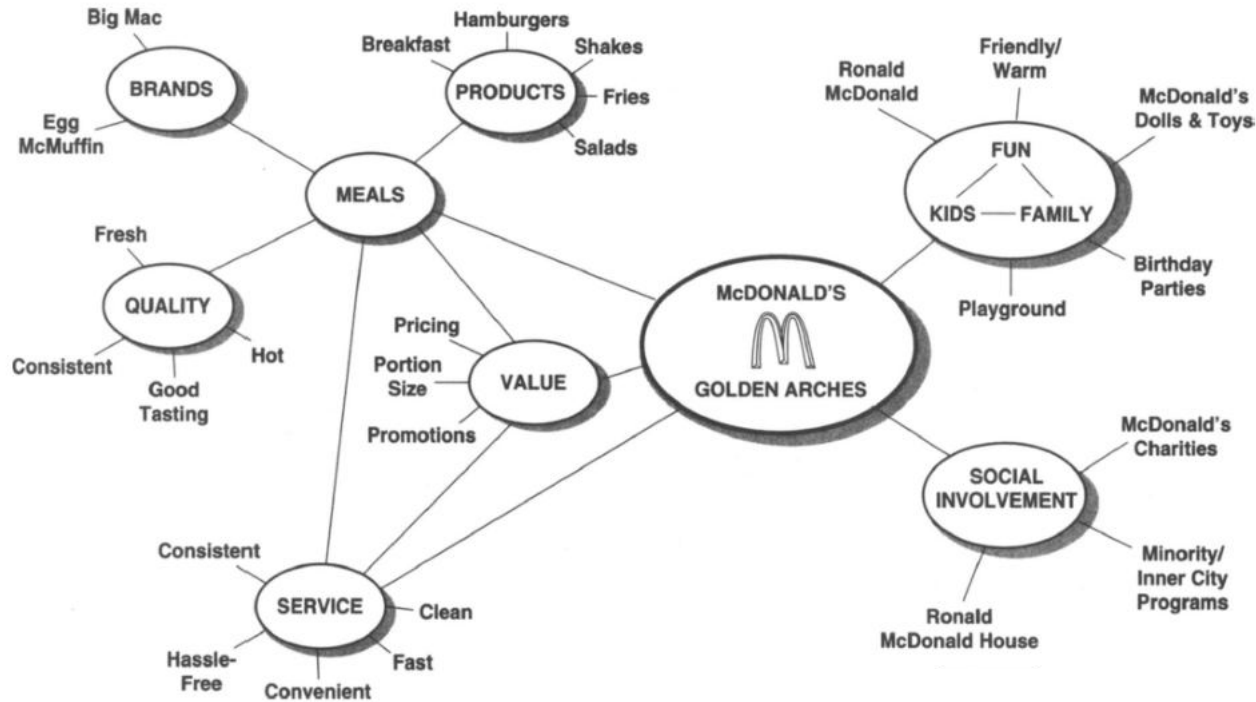 Big Mac
BRANDS
Egg
McMuffin
Hamburgers
Breakfast
Shakes
PRODUCTS
Fries
Salads
MEALS
Fresh
QUALITY
Consistent
Hot
Good
Tasting
Pricing
Portion
Size
VALUE
Promotions
Consistent
SERVICE
Clean
Hassle-
Free
Fast
Convenient
McDONALD'S
GOLDEN ARCHES
Friendly/
Warm
Ronald
McDonald
McDonald's
Dolls & Toys
FUN
KIDS
FAMILY
Birthday
Parties
Playground
McDonald's
Charities
SOCIAL
INVOLVEMENT
Minority/
Inner City
Programs
Ronald
McDonald House